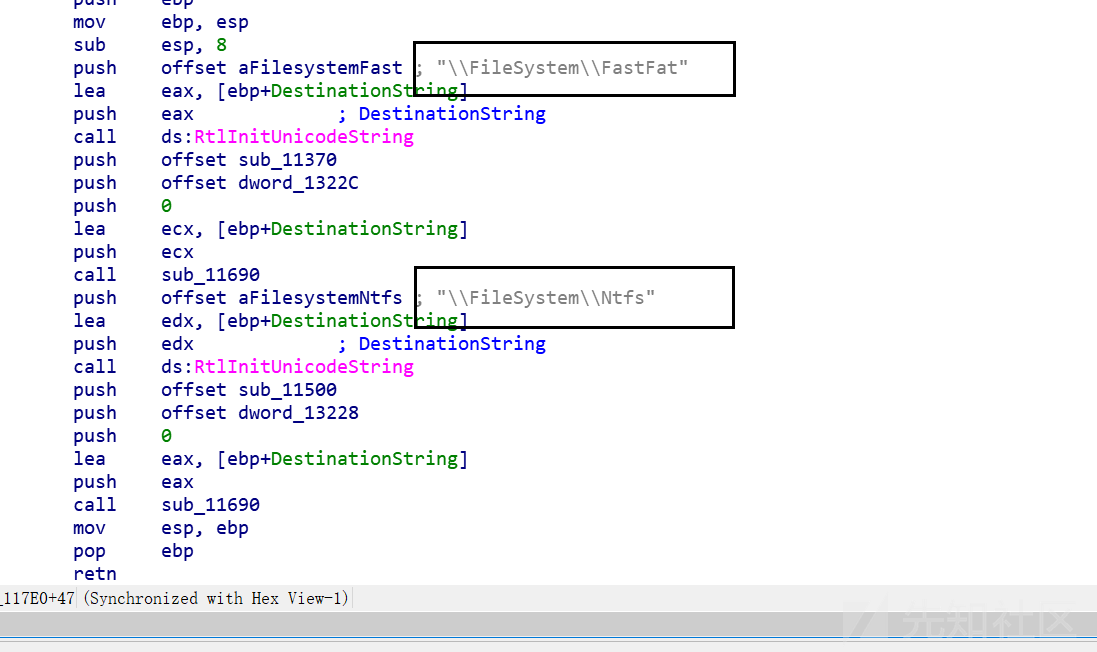 push    ebp
mov     ebp, esp
sub     esp, 8
push    offset aFilesystemFast ; "\\FileSystem\\FastFat"
lea     eax, [ebp+DestinationString]
push    eax             ; DestinationString
call    ds:RtlInitUnicodeString
push    offset sub_11370
push    offset dword_1322C
push    0
lea     ecx, [ebp+DestinationString]
push    ecx
call    sub_11690
push    offset aFilesystemNtfs ; "\\FileSystem\\Ntfs"
lea     edx, [ebp+DestinationString]
push    edx             ; DestinationString
call    ds:RtlInitUnicodeString
push    offset sub_11500
push    offset dword_13228
push    0
lea     eax, [ebp+DestinationString]
push    eax
call    sub_11690
mov     esp, ebp
pop     ebp
retn
_117E0+47 (Synchronized with Hex View-1)
先知社区